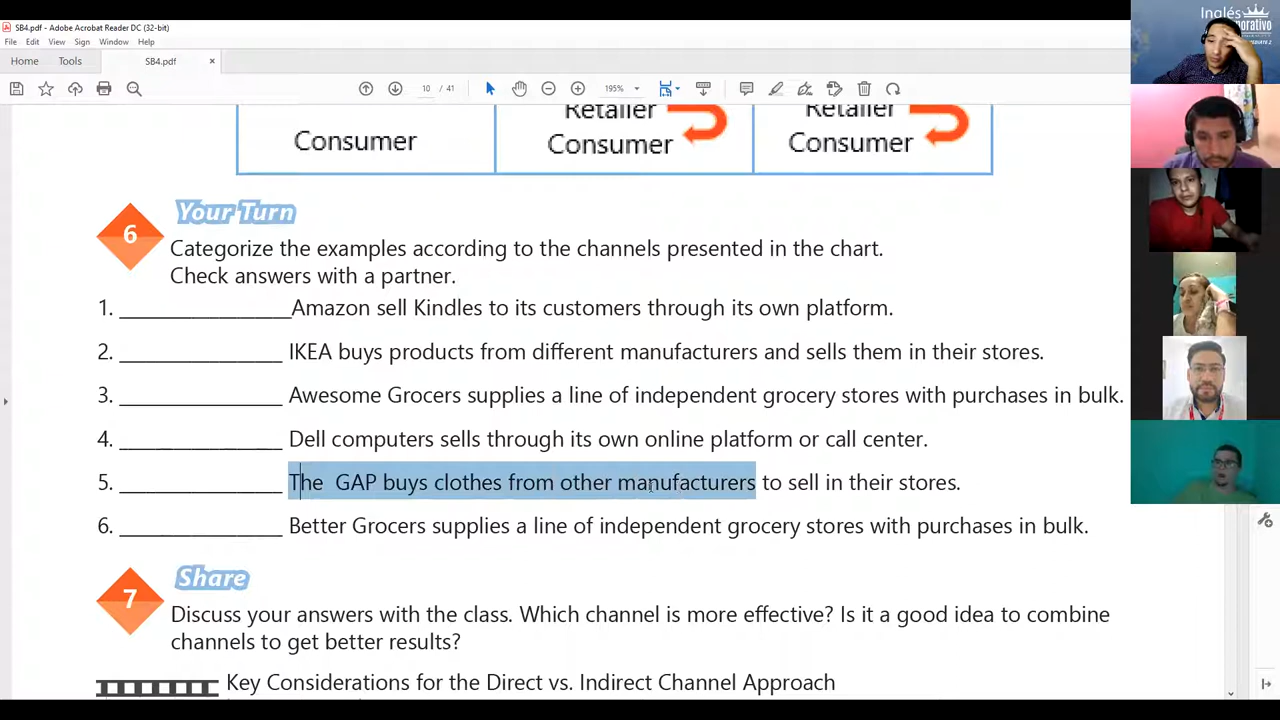 SB4.pdf - Adobe Acrobat Reader DC (32-bit)
File Edit View Sign Window Help
Home Tools SB4.pdf ×
10 / 41 195%
Retailer Retailer
Consumer Consumer Consumer
6 Your Turn
Categorize the examples according to the channels presented in the chart.
Check answers with a partner.
1. ________________Amazon sell Kindles to its customers through its own platform.
2. _______________ IKEA buys products from different manufacturers and sells them in their stores.
3. _______________ Awesome Grocers supplies a line of independent grocery stores with purchases in bulk.
4. _______________ Dell computers sells through its own online platform or call center.
5. _______________ The GAP buys clothes from other manufacturers to sell in their stores.
6. _______________ Better Grocers supplies a line of independent grocery stores with purchases in bulk.
7 Share
Discuss your answers with the class. Which channel is more effective? Is it a good idea to combine
channels to get better results?
Key Considerations for the Direct vs. Indirect Channel Approach
Inglés